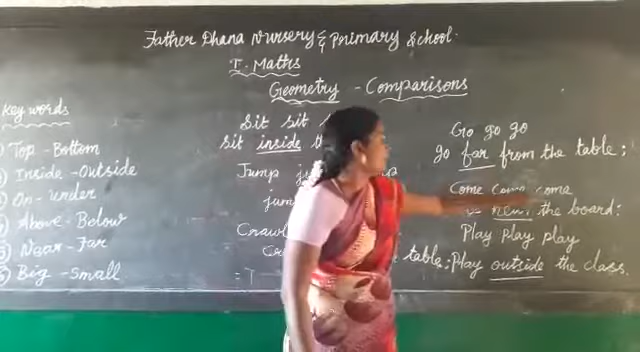 Father Dhana Nursery & Primary School.
I. Maths
Geometry - Comparisons
Key words
Top - Bottom
Inside - Outside
On - under
Above - Below
Near - Far
Big - Small
Sit Sit
Sit inside
Jump
table;
Go go go
go far from the table;
Come come come
near the board:
Play play play
Play outside the class.